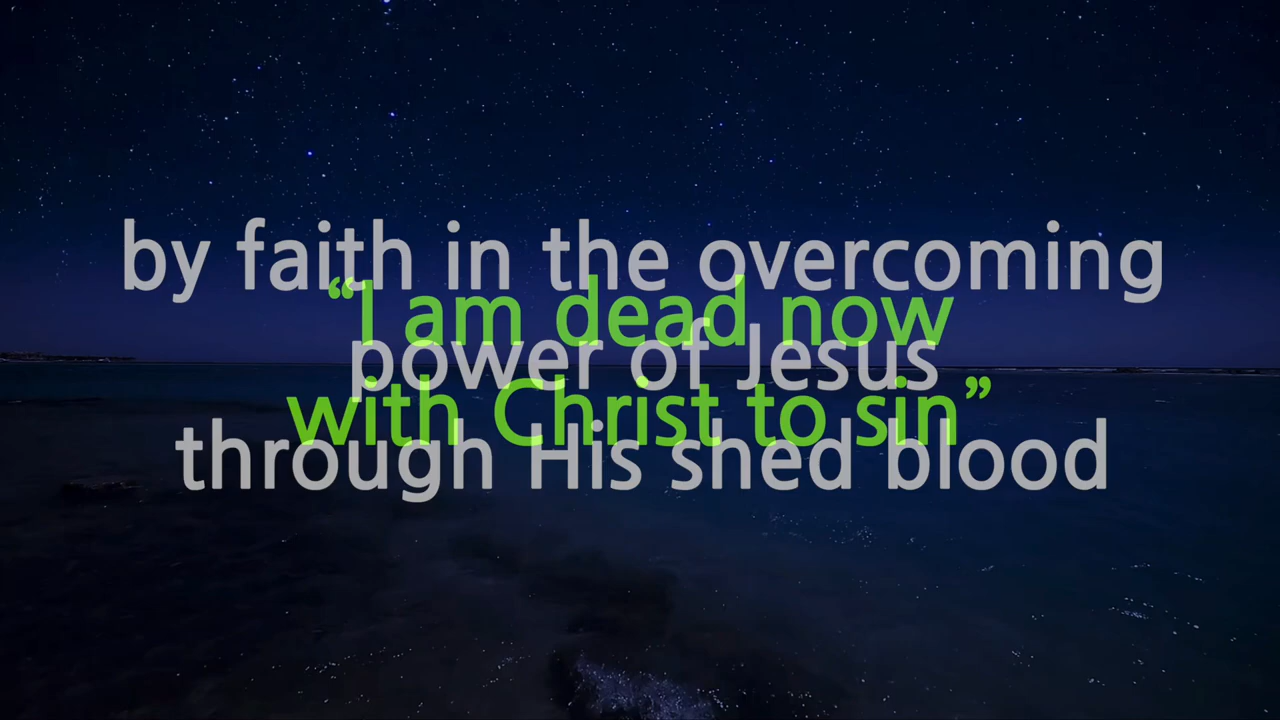 by faith in the overcoming
power of Jesus
through His shed blood
“I am dead now
with Christ to sin”